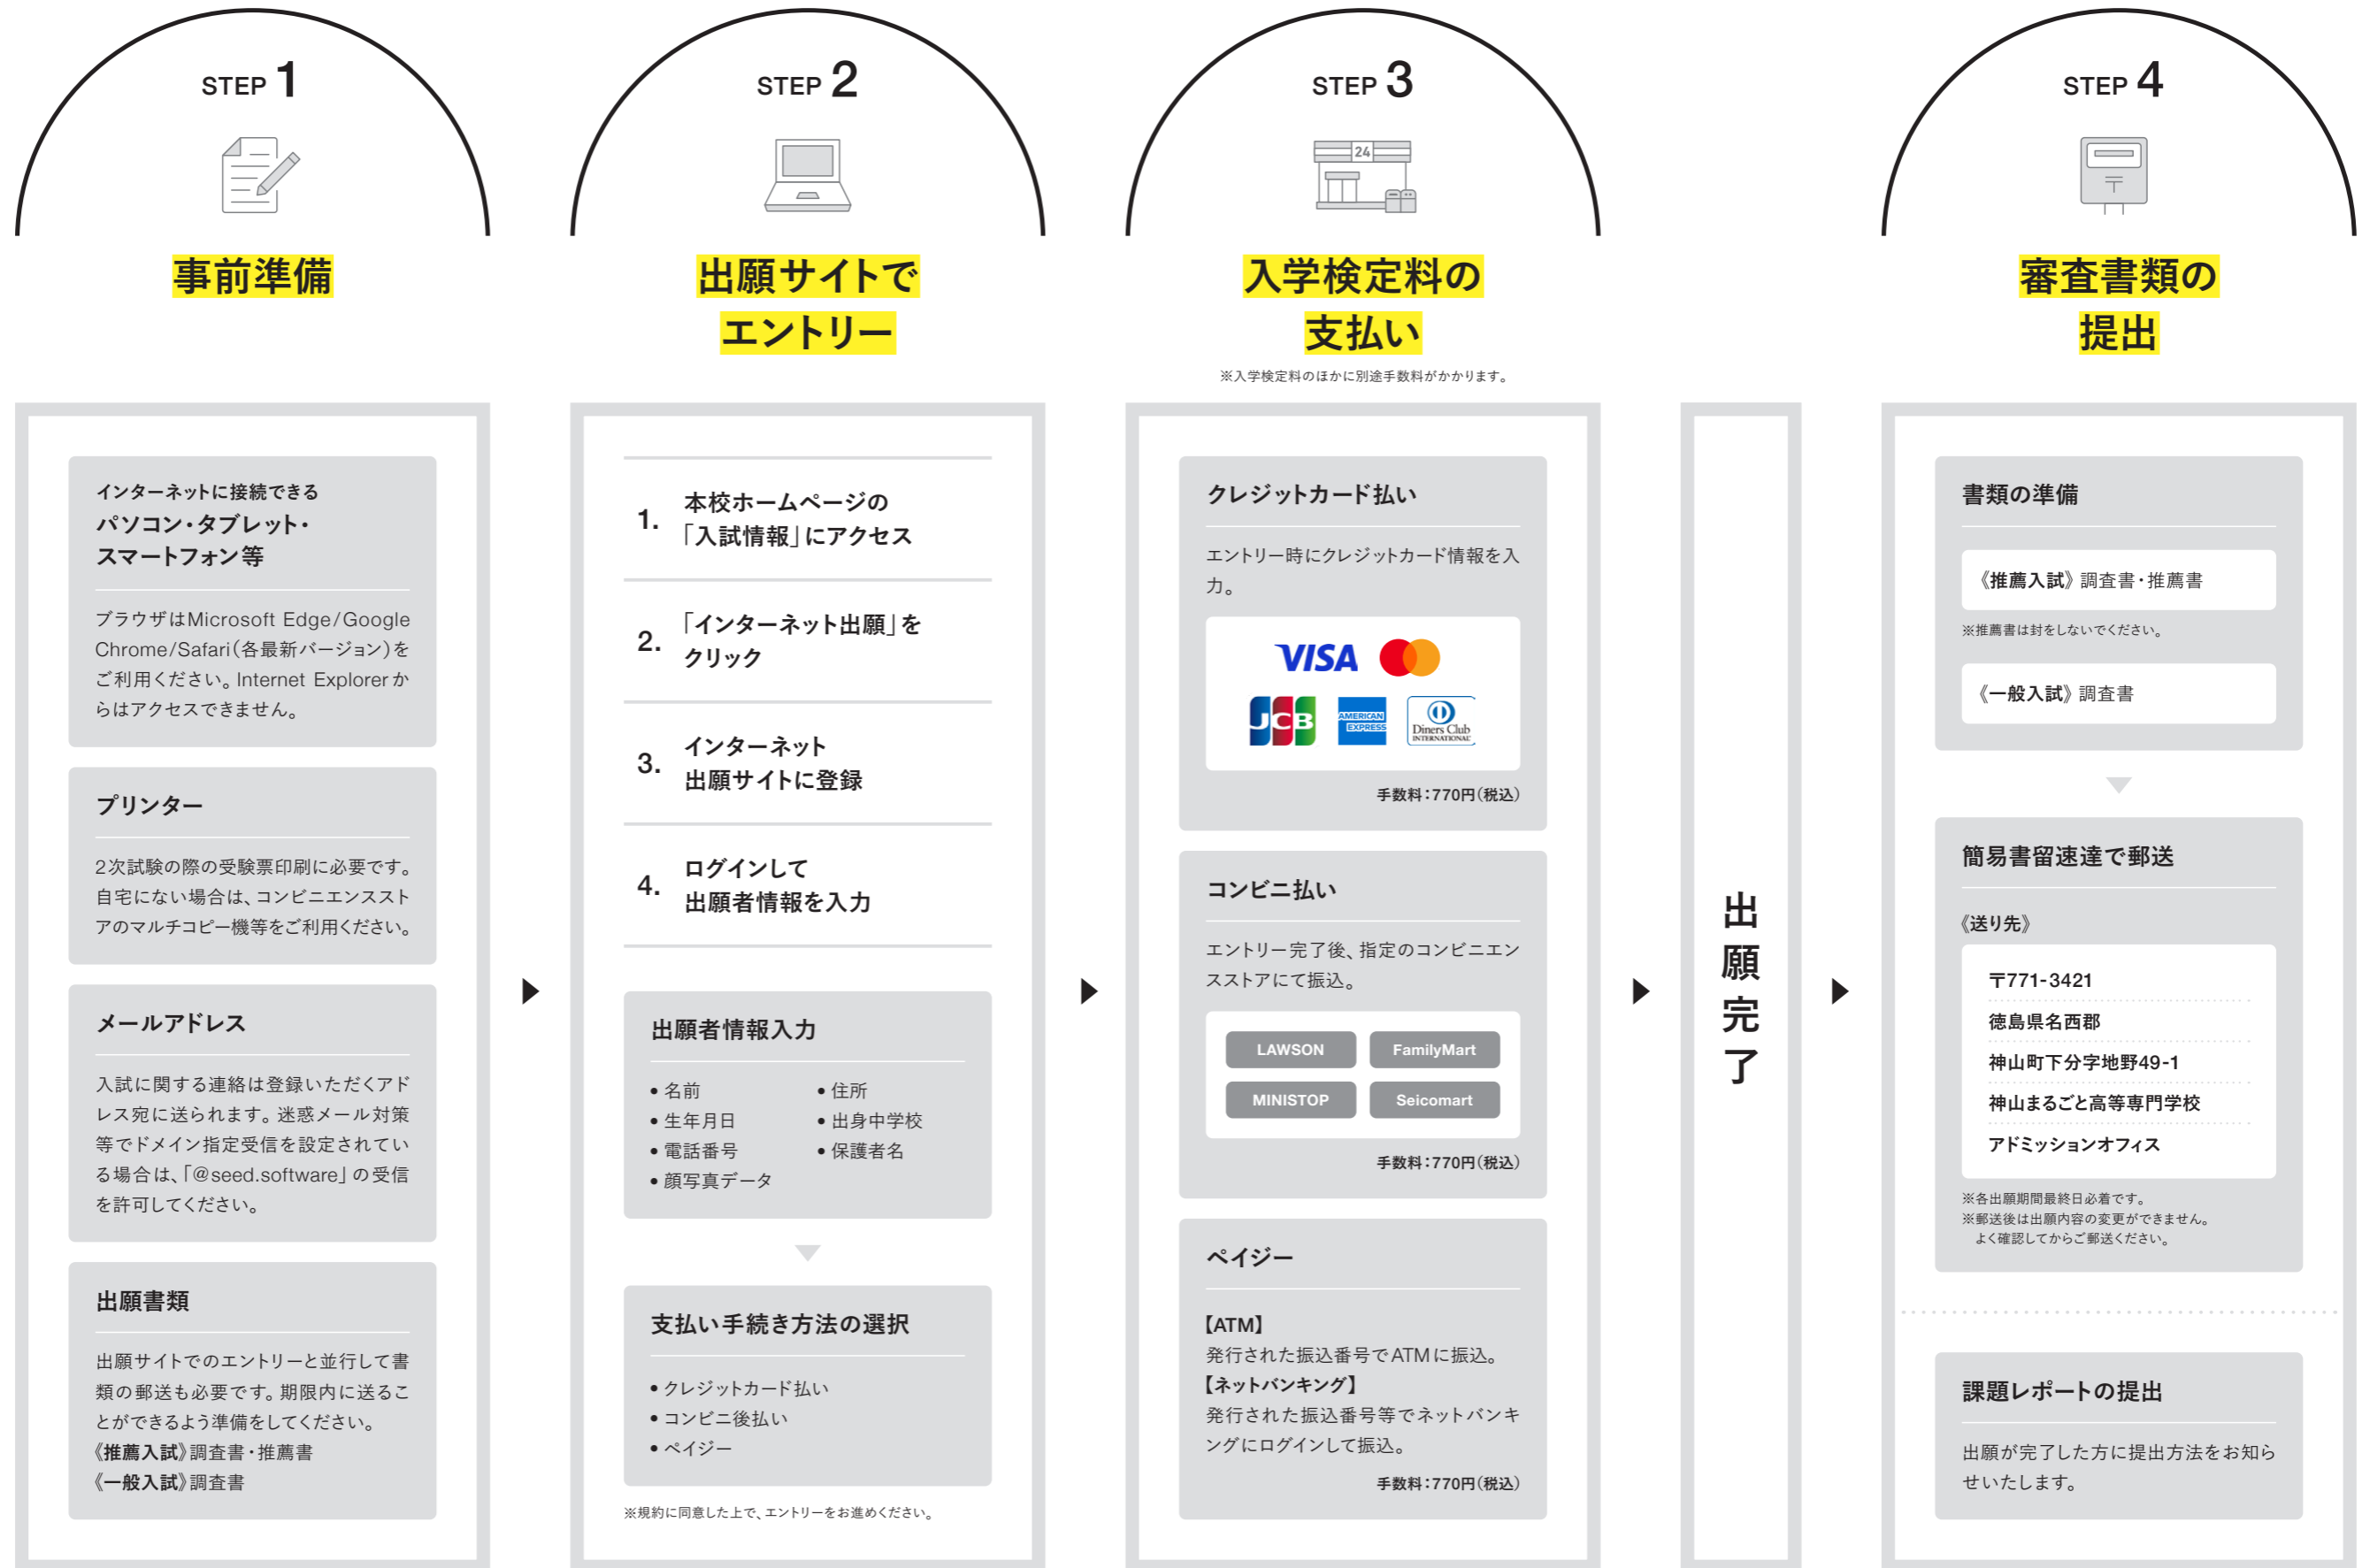 STEP 1
事前準備
インターネットに接続できる
パソコン・タブレット・
スマートフォン等
ブラウザはMicrosoft Edge/Google
Chrome/Safari(各最新バージョン)を
ご利用ください。Internet Explorerか
らはアクセスできません。
プリンター
2次試験の際の受験票印刷に必要です。
自宅にない場合は、コンビニエンススト
アのマルチコピー機等をご利用ください。
メールアドレス
入試に関する連絡は登録いただくアド
レス宛に送られます。迷惑メール対策
等でドメイン指定受信を設定されてい
る場合は、「@seed.software」の受信
を許可してください。
出願書類
出願サイトでのエントリーと並行して書
類の郵送も必要です。期限内に送るこ
とができるよう準備をしてください。
《推薦入試》調査書・推薦書
《一般入試》調査書
STEP 2
出願サイトで
エントリー
1. 本校ホームページの
「入試情報」にアクセス
2. 「インターネット出願」を
クリック
3. インターネット
出願サイトに登録
4. ログインして
出願者情報を入力
出願者情報入力
• 名前 • 住所
• 生年月日 • 出身中学校
• 電話番号 • 保護者名
• 顔写真データ
支払い手続き方法の選択
• クレジットカード払い
• コンビニ後払い
• ペイジー
※規約に同意した上で、エントリーをお進めください。
STEP 3
24
入学検定料の
支払い
※入学検定料のほかに別途手数料がかかります。
クレジットカード払い
エントリー時にクレジットカード情報を入
力。
VISA
JCB
AMERICAN
EXPRESS
Diners Club
INTERNATIONAL
手数料:770円(税込)
コンビニ払い
エントリー完了後、指定のコンビニエン
スストアにて振込。
LAWSON FamilyMart
MINISTOP Seicomart
手数料:770円(税込)
ペイジー
【ATM】
発行された振込番号でATMに振込。
【ネットバンキング】
発行された振込番号等でネットバンキ
ングにログインして振込。
手数料:770円(税込)
出願完了
STEP 4
〒
審査書類の
提出
書類の準備
《推薦入試》調査書・推薦書
※推薦書は封をしないでください。
《一般入試》調査書
簡易書留速達で郵送
《送り先》
〒771-3421
徳島県名西郡
神山町下分字地野49-1
神山まるごと高等専門学校
アドミッションオフィス
※各出願期間最終日必着です。
※郵送後は出願内容の変更ができません。
よく確認してからご郵送ください。
課題レポートの提出
出願が完了した方に提出方法をお知ら
せいたします。